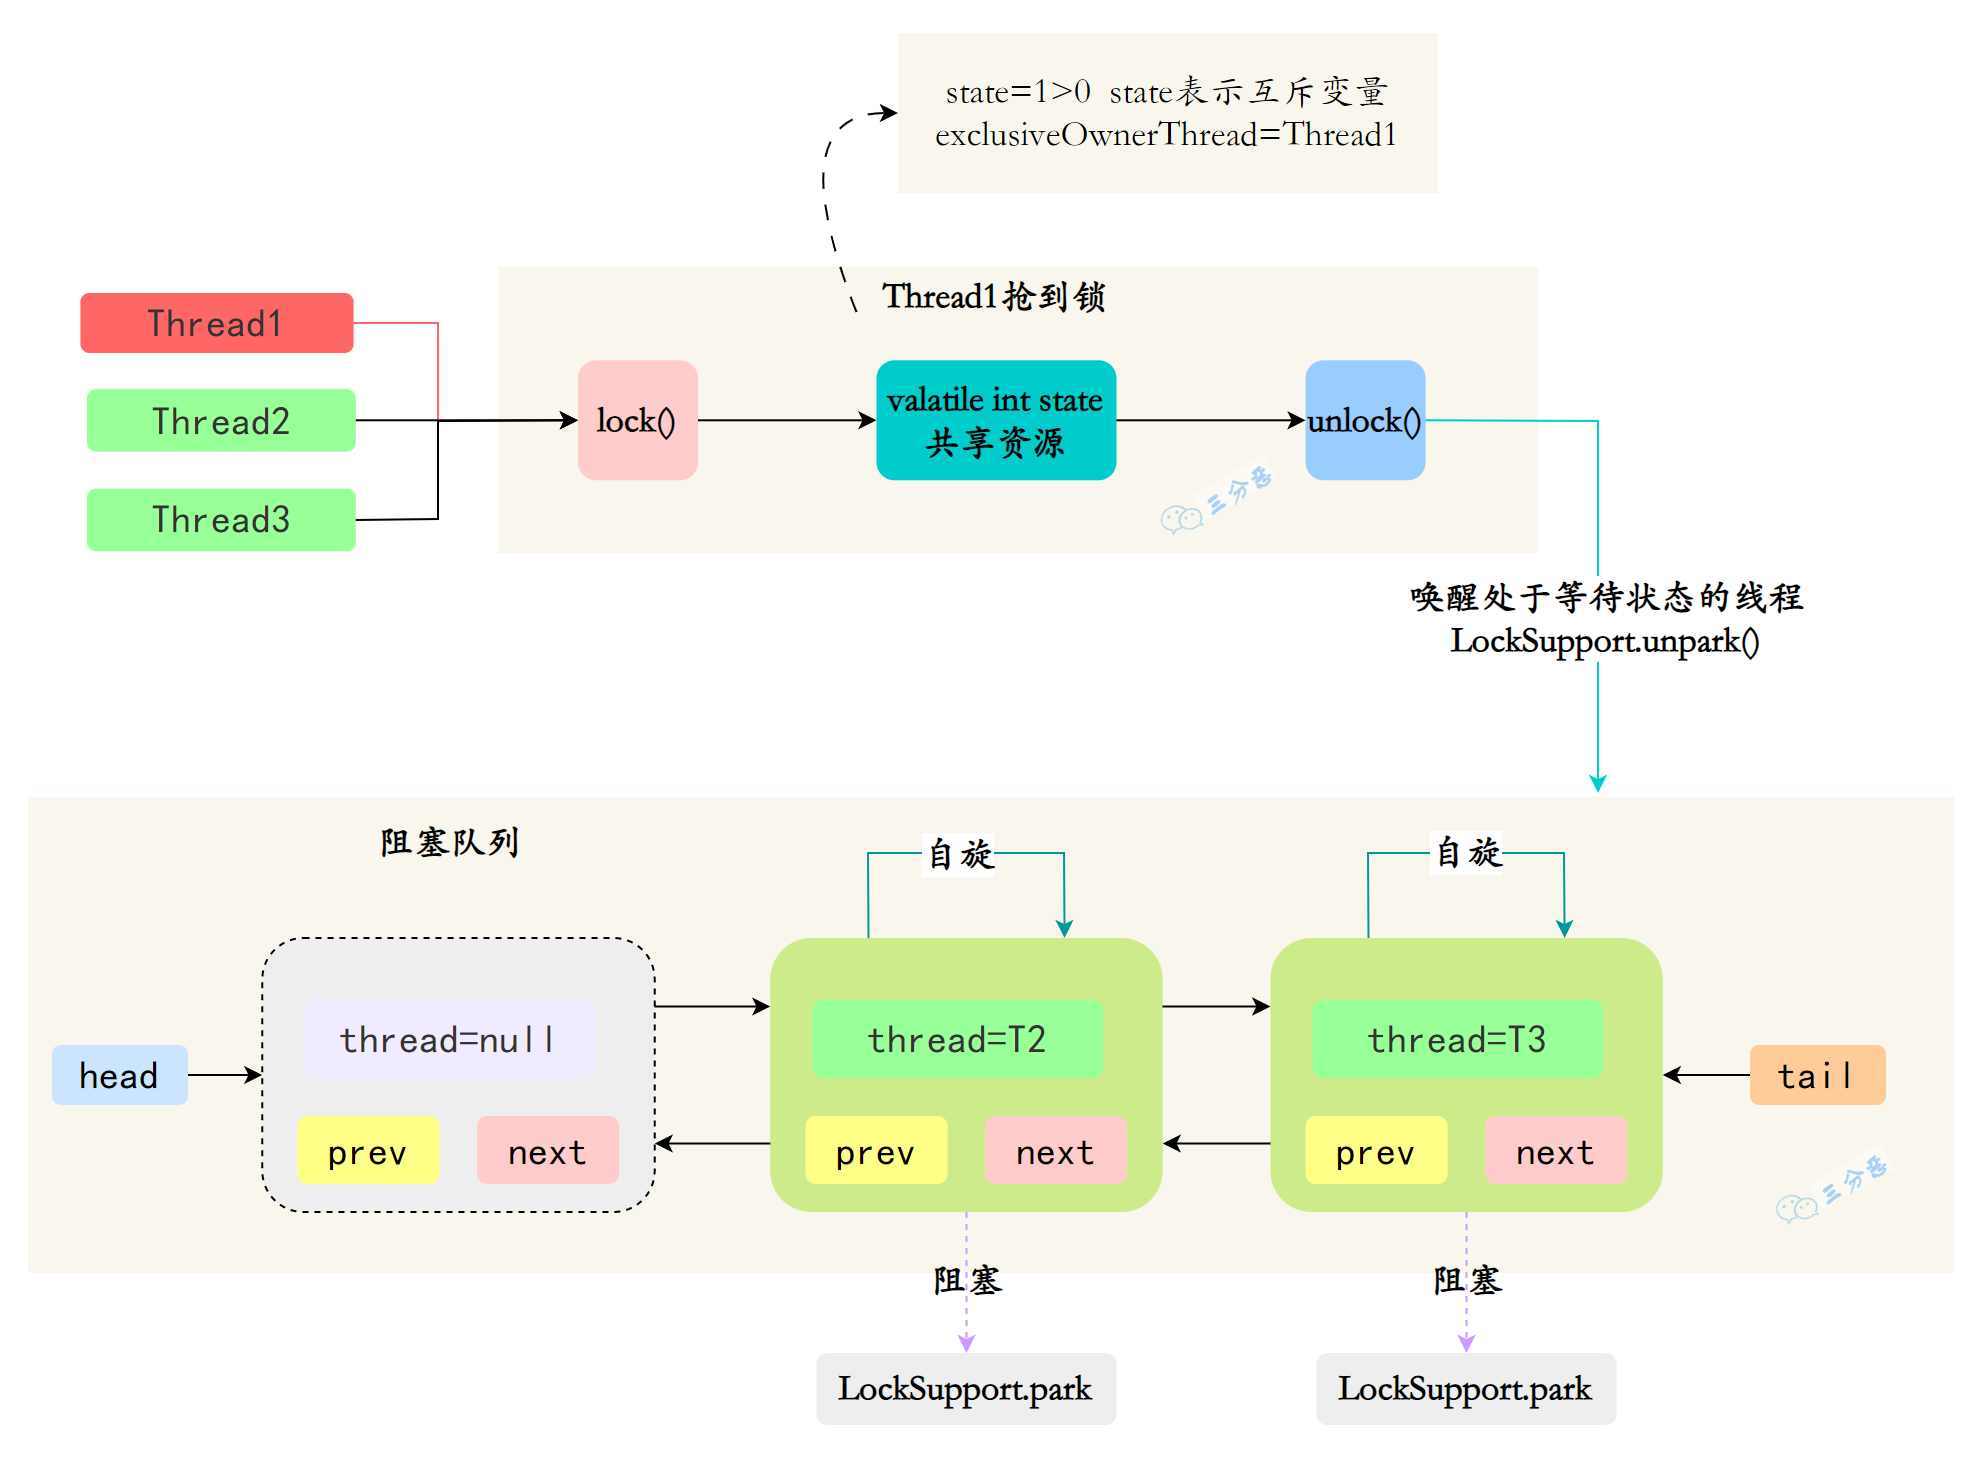 state=1>0 state表示互斥变量
exclusiveOwnerThread=Thread1
Thread1抢到锁
Thread1
Thread2
Thread3
lock()
valatile int state
共享资源
unlock()
三分恶
唤醒处于等待状态的线程
LockSupport.unpark()
阻塞队列
自旋
自旋
head
thread=null
prev
next
thread=T2
prev
next
thread=T3
prev
next
tail
三分恶
阻塞
阻塞
LockSupport.park
LockSupport.park